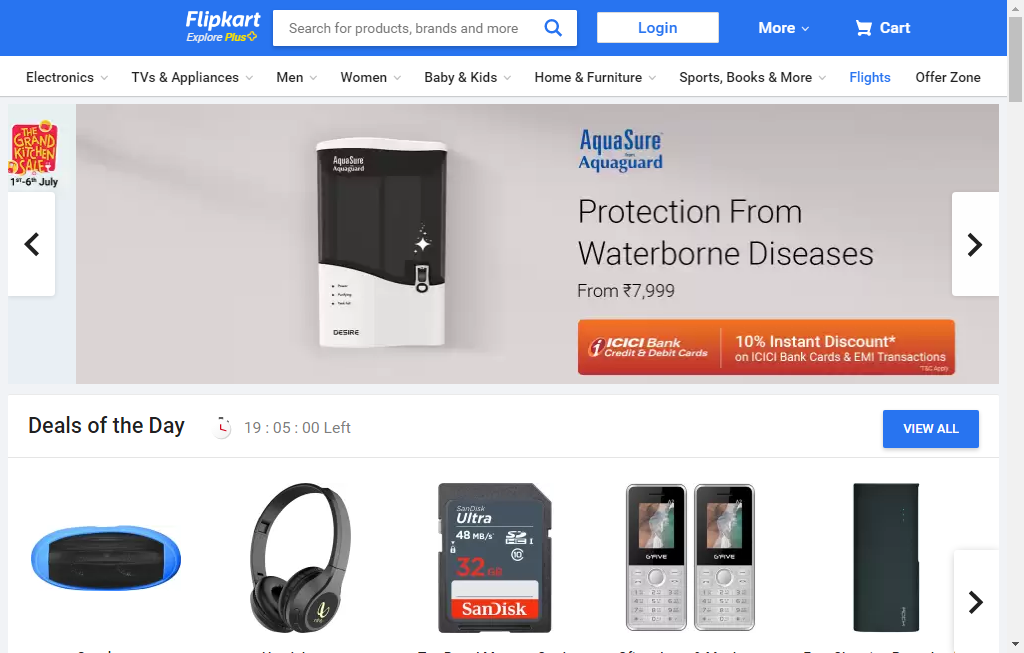 Flipkart
Explore Plus
Search for products, brands and more
Login
More
Cart
Electronics
TVs & Appliances
Men
Women
Baby & Kids
Home & Furniture
Sports, Books & More
Flights
Offer Zone
THE
GRAND
KITCHEN
SALE
1ST-6th July
AquaSure
Aquaguard
Power
Purifying
Tank Full
DESIRE
AquaSure
from
Aquaguard
Protection From
Waterborne Diseases
From ₹7,999
ICICI Bank
Credit & Debit Cards
10% Instant Discount*
on ICICI Bank Cards & EMI Transactions
*T&C Apply
Deals of the Day
19 : 05 : 00 Left
VIEW ALL
SanDisk
Ultra
48 MB/s
32 GB
SanDisk
G'FIVE
G'FIVE